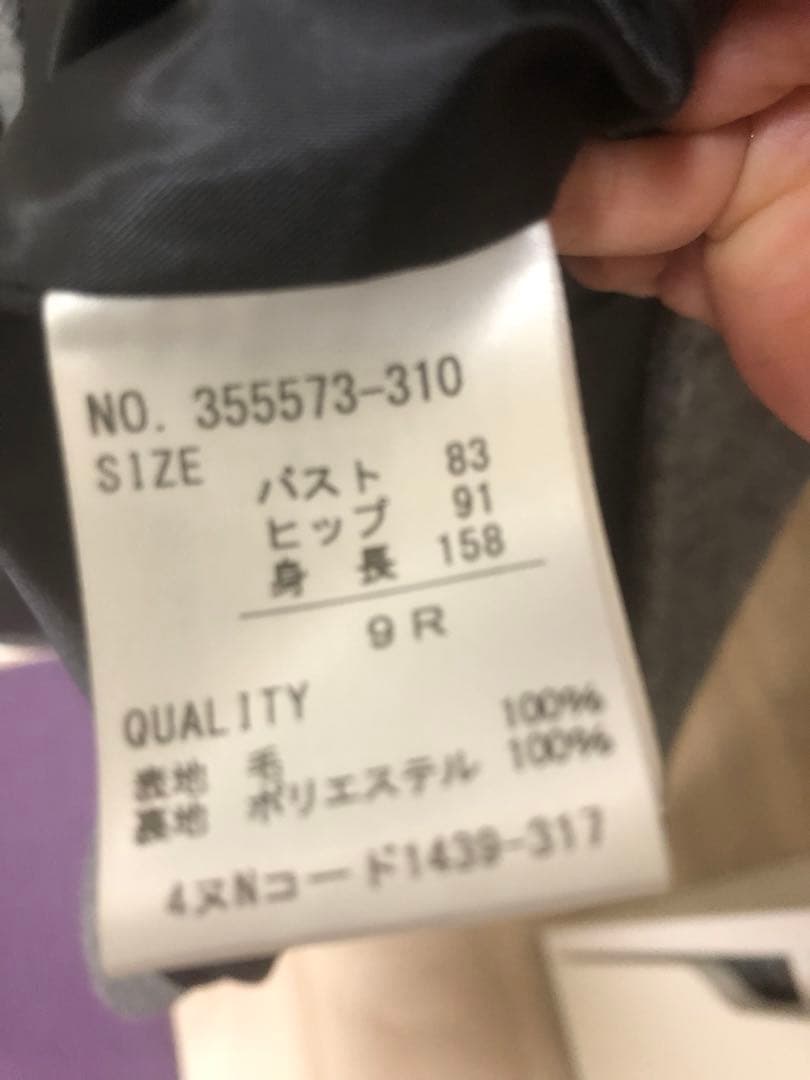 NO. 355573-310
SIZE
バスト 83
ヒップ 91
身長 158
9R
QUALITY
表地 毛 100%
裏地 ポリエステル 100%
4ヌNコード1439-317